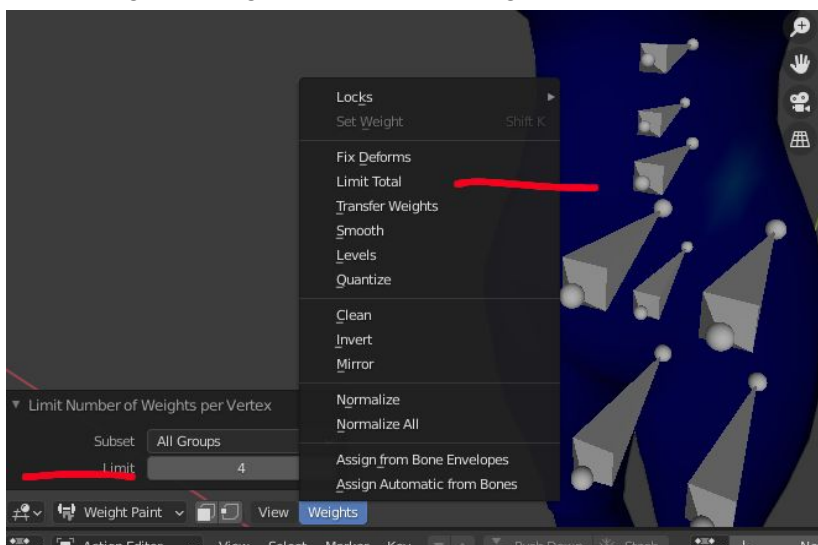 Locks
Set Weight Shift K
Fix Deforms
Limit Total
Transfer Weights
Smooth
Levels
Quantize
Clean
Invert
Mirror
Normalize
Normalize All
Assign from Bone Envelopes
Assign Automatic from Bones
Limit Number of Weights per Vertex
Subset All Groups
Limit 4
Weight Paint View Weights
Action Editor View Select Marker Key Push Down Stash